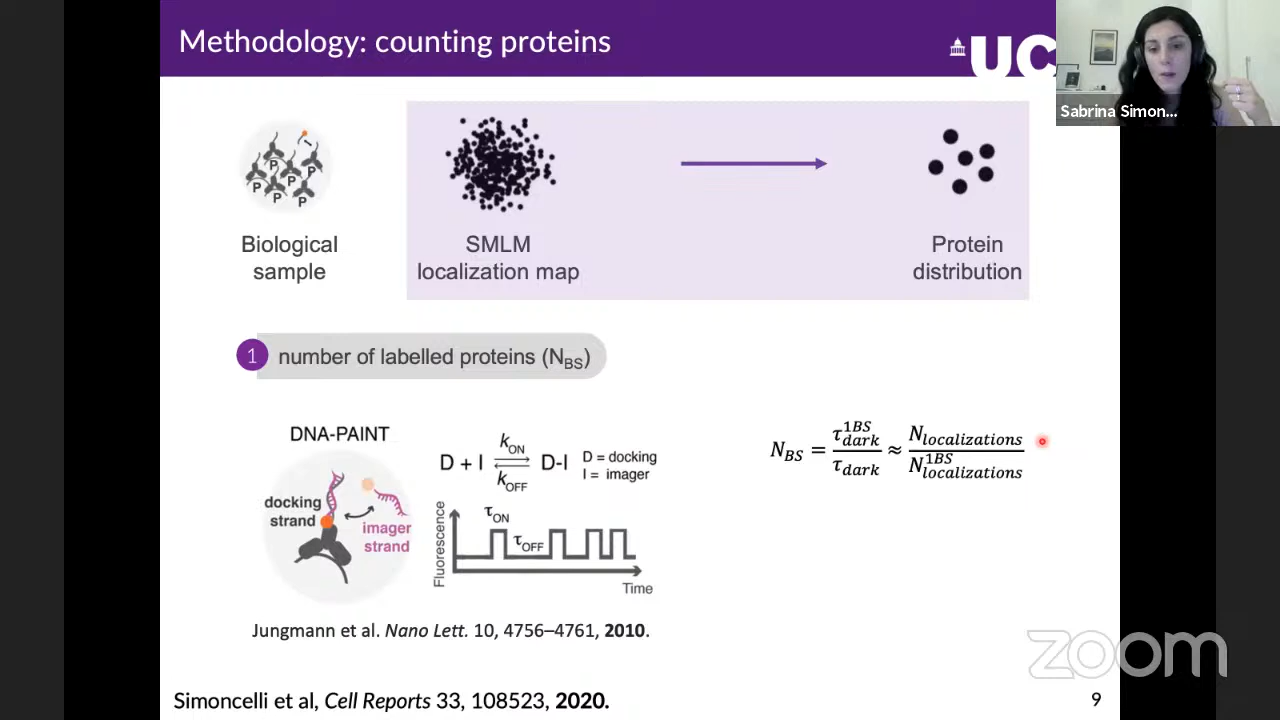 Methodology: counting proteins
UC
Sabrina Simon...
P
P
P
P
P
P
Biological
sample
SMLM
localization map
Protein
distribution
1 number of labelled proteins (N_BS)
DNA-PAINT
docking
strand
imager
strand
k_ON
D + I ⇌ D-I
k_OFF
D = docking
I = imager
Fluorescence
τ_ON
τ_OFF
Time
N_BS = τ_dark^1BS / τ_dark ≈ N_localizations / N_localizations^1BS
Jungmann et al. Nano Lett. 10, 4756–4761, 2010.
zoom
Simoncelli et al, Cell Reports 33, 108523, 2020.
9